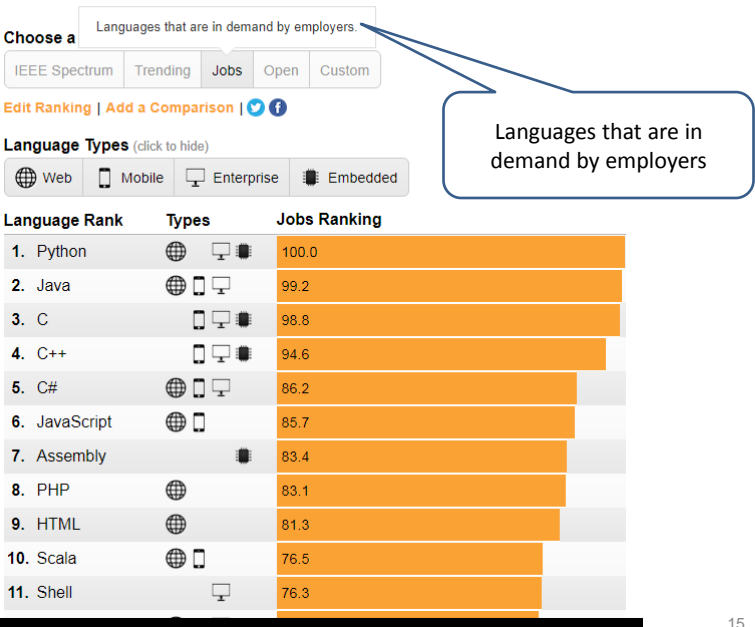 Languages that are in demand by employers.
Choose a
IEEE Spectrum Trending Jobs Open Custom
Edit Ranking | Add a Comparison |
Languages that are in
demand by employers
Language Types (click to hide)
Web Mobile Enterprise Embedded
Language Rank Types Jobs Ranking
1. Python 100.0
2. Java 99.2
3. C 98.8
4. C++ 94.6
5. C# 86.2
6. JavaScript 85.7
7. Assembly 83.4
8. PHP 83.1
9. HTML 81.3
10. Scala 76.5
11. Shell 76.3
15